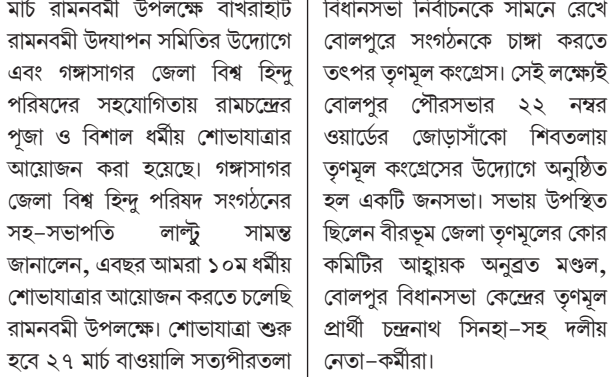 মার্চ রামনবমী উপলক্ষে বাখরাহাট
রামনবমী উদযাপন সমিতির উদ্যোগে
এবং গঙ্গাসাগর জেলা বিশ্ব হিন্দু
পরিষদের সহযোগিতায় রামচন্দ্রের
পূজা ও বিশাল ধর্মীয় শোভাযাত্রার
আয়োজন করা হয়েছে। গঙ্গাসাগর
জেলা বিশ্ব হিন্দু পরিষদ সংগঠনের
সহ-সভাপতি লাল্টু সামন্ত
জানালেন, এবছর আমরা ১০ম ধর্মীয়
শোভাযাত্রার আয়োজন করতে চলেছি
রামনবমী উপলক্ষে। শোভাযাত্রা শুরু
হবে ২৭ মার্চ বাওয়ালি সত্যপীরতলা
বিধানসভা নির্বাচনকে সামনে রেখে
বোলপুরে সংগঠনকে চাঙ্গা করতে
তৎপর তৃণমূল কংগ্রেস। সেই লক্ষ্যেই
বোলপুর পৌরসভার ২২ নম্বর
ওয়ার্ডের জোড়াসাঁকো শিবতলায়
তৃণমূল কংগ্রেসের উদ্যোগে অনুষ্ঠিত
হল একটি জনসভা। সভায় উপস্থিত
ছিলেন বীরভূম জেলা তৃণমূলের কোর
কমিটির আহ্বায়ক অনুব্রত মণ্ডল,
বোলপুর বিধানসভা কেন্দ্রের তৃণমূল
প্রার্থী চন্দ্রনাথ সিনহা-সহ দলীয়
নেতা-কর্মীরা।